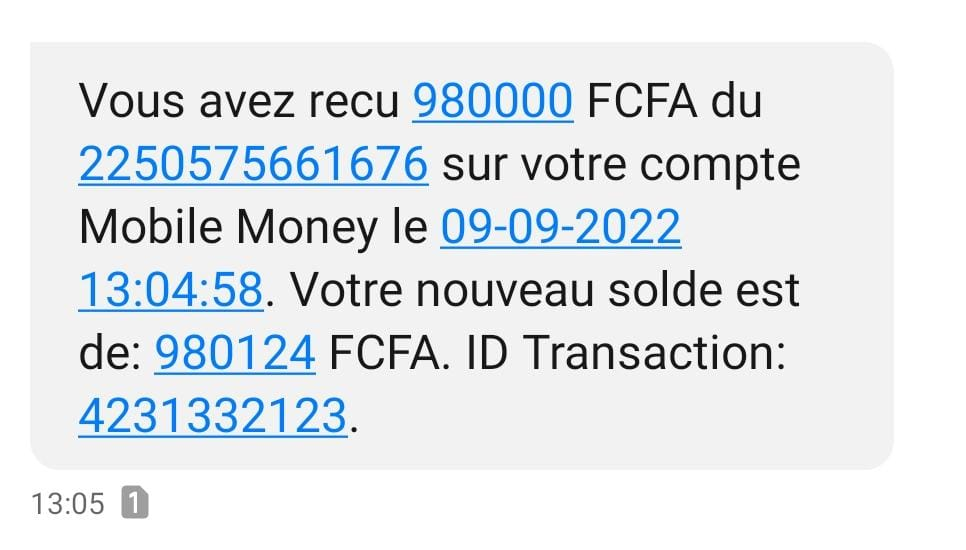 Vous avez recu 980000 FCFA du
2250575661676 sur votre compte
Mobile Money le 09-09-2022
13:04:58. Votre nouveau solde est
de: 980124 FCFA. ID Transaction:
4231332123.
13:05 1